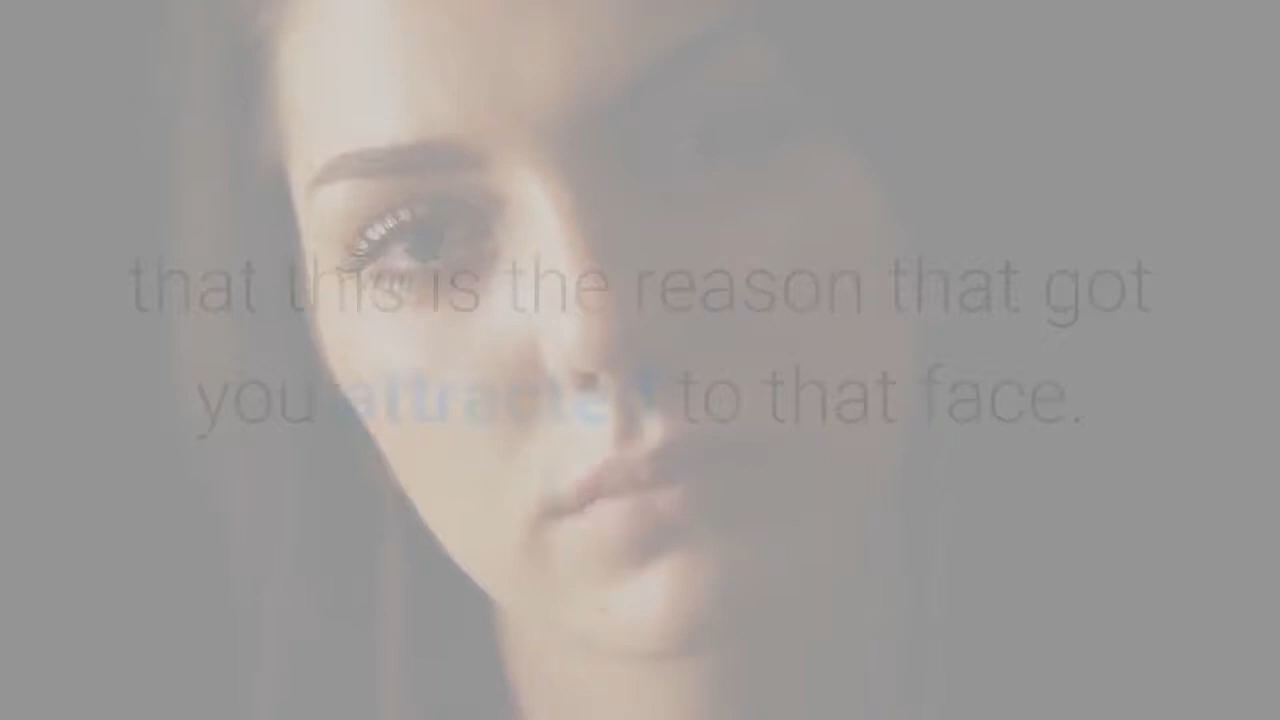 that this is the reason that got
you attracted to that face.